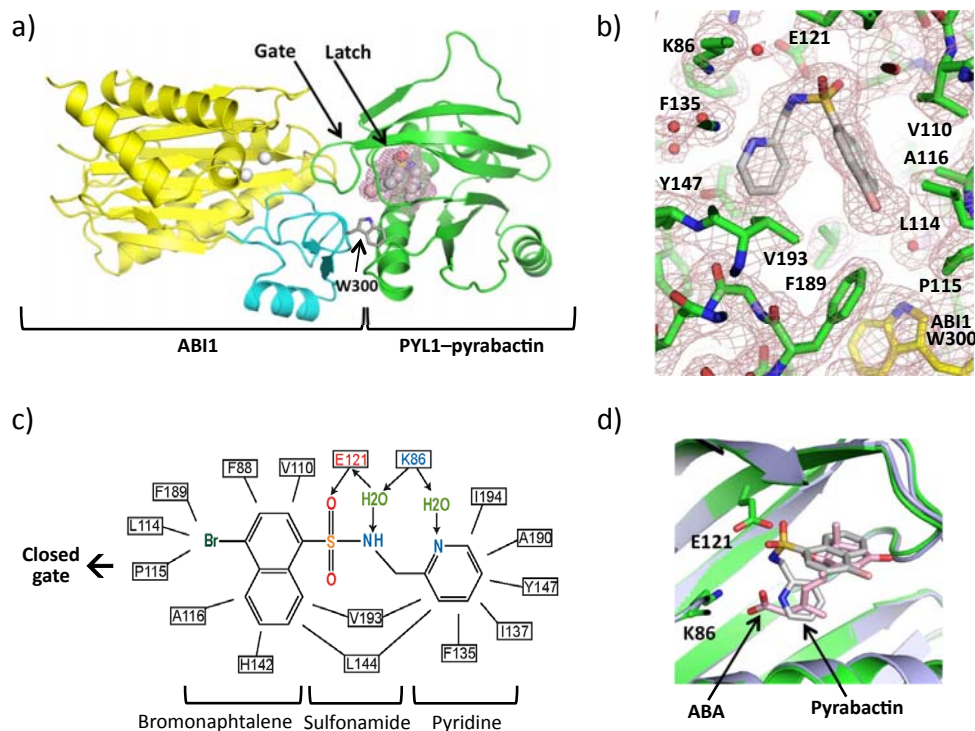 a)
Gate
Latch
W300
ABI1
PYL1–pyrabactin
b)
K86
E121
F135
V110
A116
Y147
L114
V193
F189
P115
ABI1
W300
c)
F88
V110
E121
K86
F189
H2O
H2O
I194
L114
O
Closed
gate
Br
S
NH
N
A190
P115
O
Y147
A116
V193
I137
H142
L144
F135
Bromonaphtalene
Sulfonamide
Pyridine
d)
E121
K86
ABA
Pyrabactin